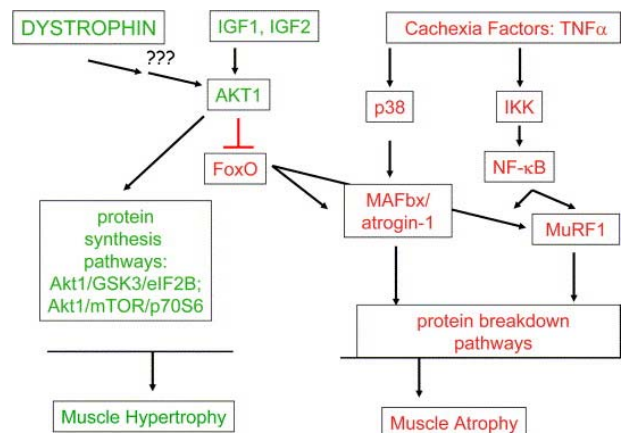 DYSTROPHIN
IGF1, IGF2
Cachexia Factors: TNFα
???
AKT1
p38
IKK
FoxO
NF-κB
MAFbx/
atrogin-1
MuRF1
protein
synthesis
pathways:
Akt1/GSK3/eIF2B;
Akt1/mTOR/p70S6
protein breakdown
pathways
Muscle Hypertrophy
Muscle Atrophy